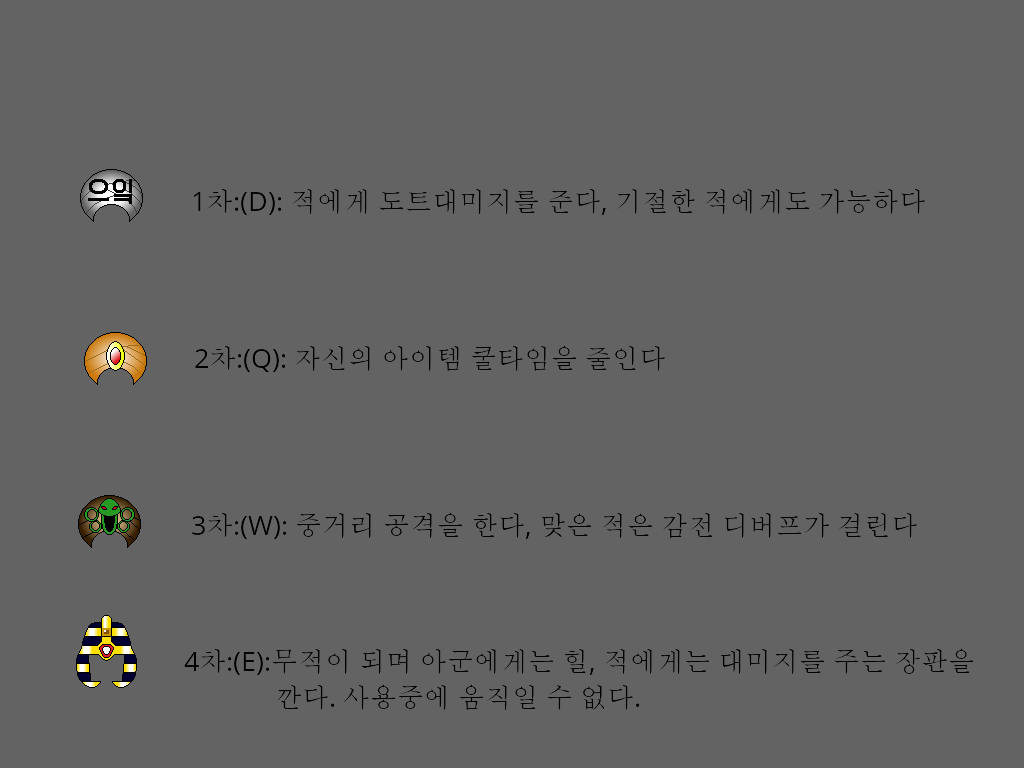 오일
1차:(D): 적에게 도트대미지를 준다, 기절한 적에게도 가능하다
2차:(Q): 자신의 아이템 쿨타임을 줄인다
3차:(W): 중거리 공격을 한다, 맞은 적은 감전 디버프가 걸린다
4차:(E):무적이 되며 아군에게는 힐, 적에게는 대미지를 주는 장판을
깐다. 사용중에 움직일 수 없다.